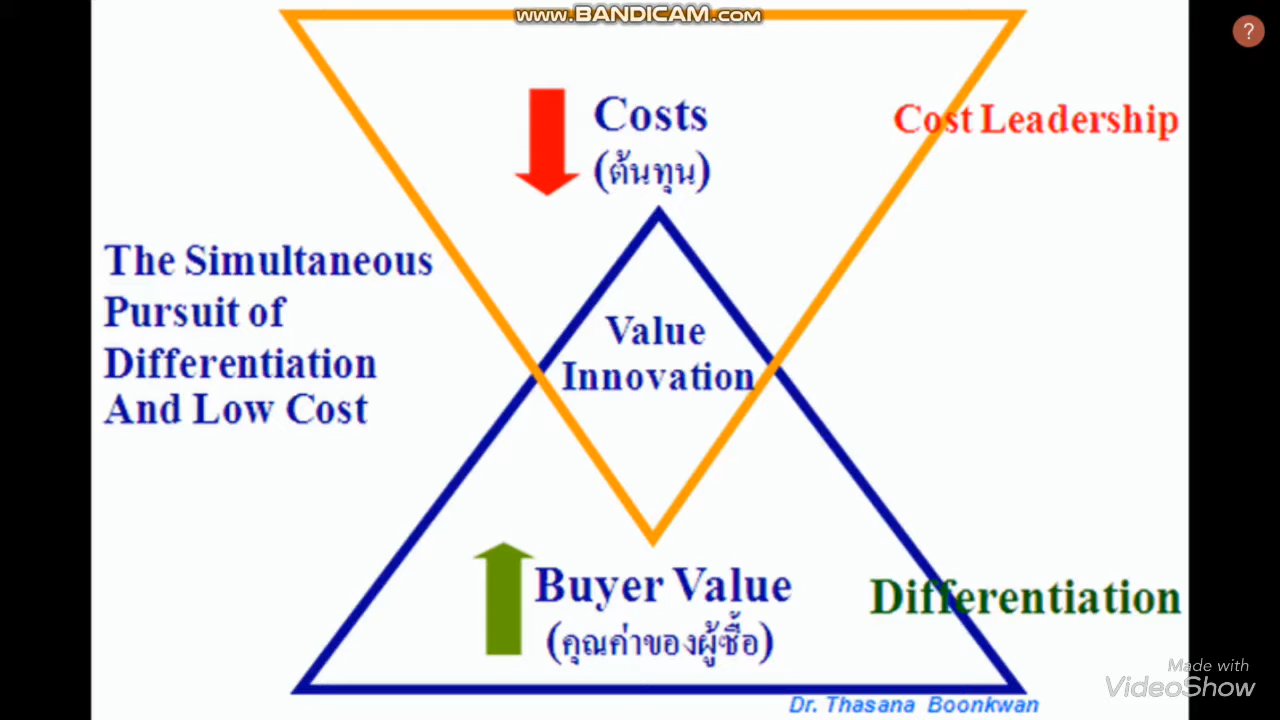 www.BANDICAM.com
?
Costs
(ต้นทุน)
Cost Leadership
The Simultaneous
Pursuit of
Differentiation
And Low Cost
Value
Innovation
Buyer Value
(คุณค่าของผู้ซื้อ)
Differentiation
Made with
VideoShow
Dr. Thasana Boonkwan